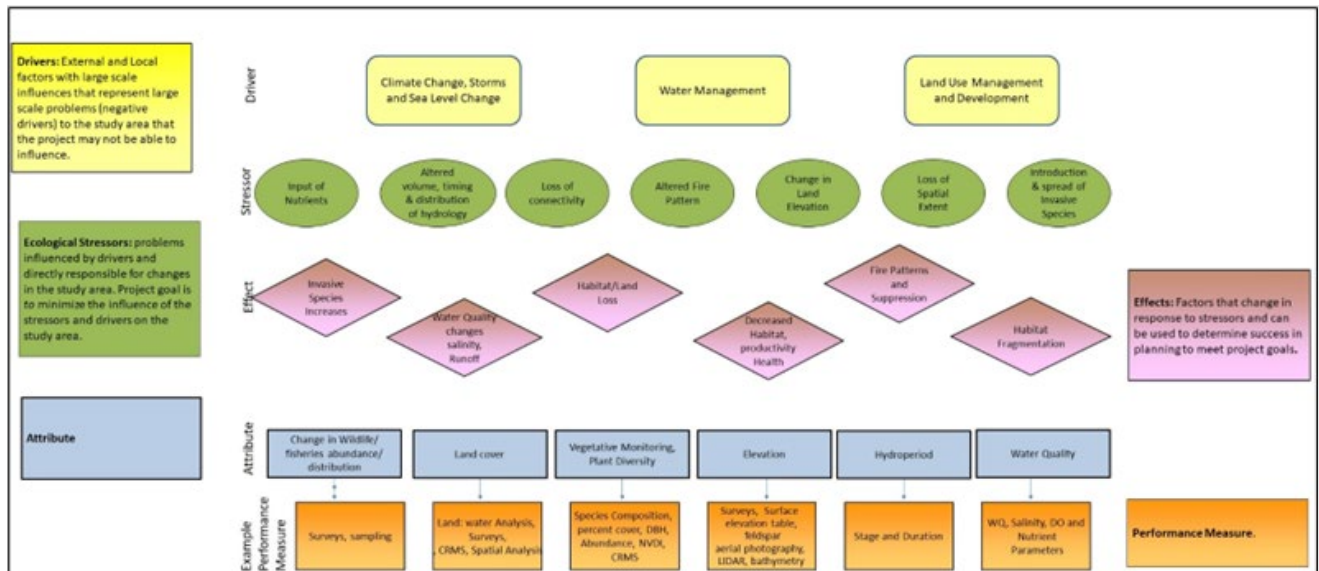 Drivers: External and Local
factors with large scale
influences that represent large
scale problems (negative
drivers) to the study area that
the project may not be able to
influence.
Driver
Climate Change, Storms
and Sea Level Change
Water Management
Land Use Management
and Development
Stressor
Input of
Nutrients
Altered
volume, timing
& distribution
of hydrology
Loss of
connectivity
Altered Fire
Pattern
Change in
Land
Elevation
Loss of
Spatial
Extent
Introduction
& spread of
Invasive
Species
Ecological Stressors: problems
influenced by drivers and
directly responsible for changes
in the study area. Project goal is
to minimize the influence of the
stressors and drivers on the
study area.
Effect
Invasive
Species
Increases
Water Quality
changes
salinity,
Runoff
Habitat/Land
Loss
Decreased
Habitat,
productivity
Health
Fire Patterns
and
Suppression
Habitat
Fragmentation
Effects: Factors that change in
response to stressors and can
be used to determine success in
planning to meet project goals.
Attribute
Attribute
Change in Wildlife/
fisheries abundance/
distribution
Land cover
Vegetative Monitoring,
Plant Diversity
Elevation
Hydroperiod
Water Quality
Example
Performance
Measure
Surveys, sampling
Land: water Analysis,
Surveys,
, CRMS, Spatial Analysis
Species Composition,
percent cover, DBH,
Abundance, NVDI,
CRMS
Surveys, Surface
elevation table,
feldspar
aerial photography,
LIDAR, bathymetry
Stage and Duration
WQ, Salinity, DO and
Nutrient
Parameters
Performance Measure.